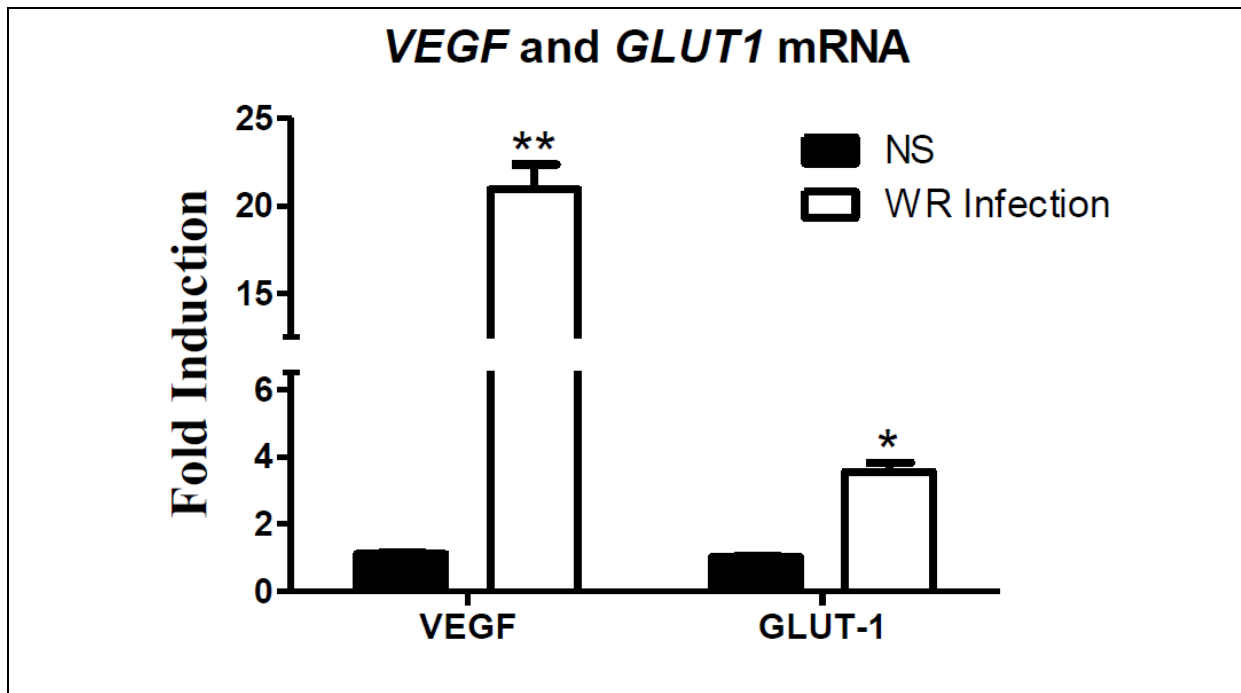 VEGF and GLUT1 mRNA
25
20
15
6
4
2
0
Fold Induction
**
*
NS
WR Infection
VEGF
GLUT-1